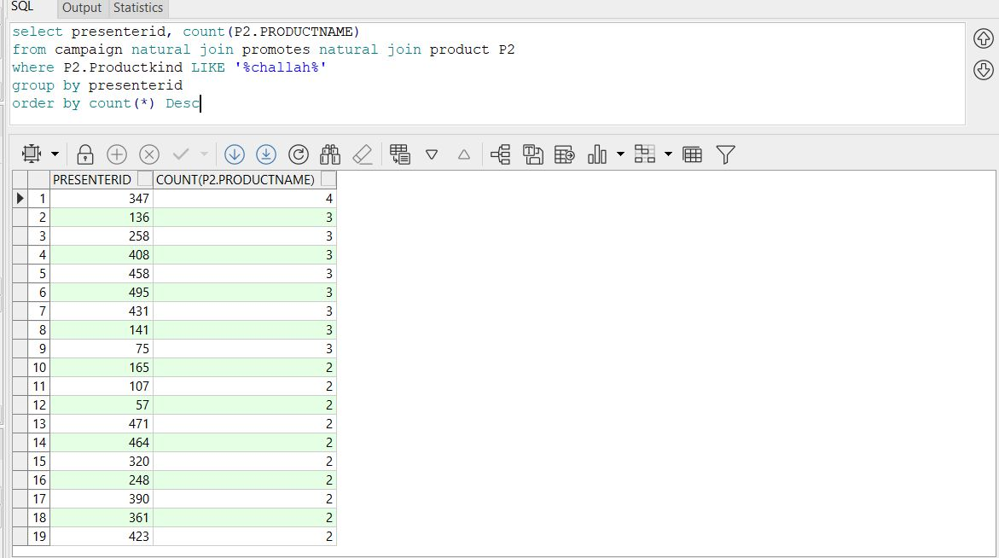 SQL Output Statistics
select presenterid, count(P2.PRODUCTNAME)
from campaign natural join promotes natural join product P2
where P2.Productkind LIKE '%challah%'
group by presenterid
order by count(*) Desc
PRESENTERID COUNT(P2.PRODUCTNAME)
1 347 4
2 136 3
3 258 3
4 408 3
5 458 3
6 495 3
7 431 3
8 141 3
9 75 3
10 165 2
11 107 2
12 57 2
13 471 2
14 464 2
15 320 2
16 248 2
17 390 2
18 361 2
19 423 2